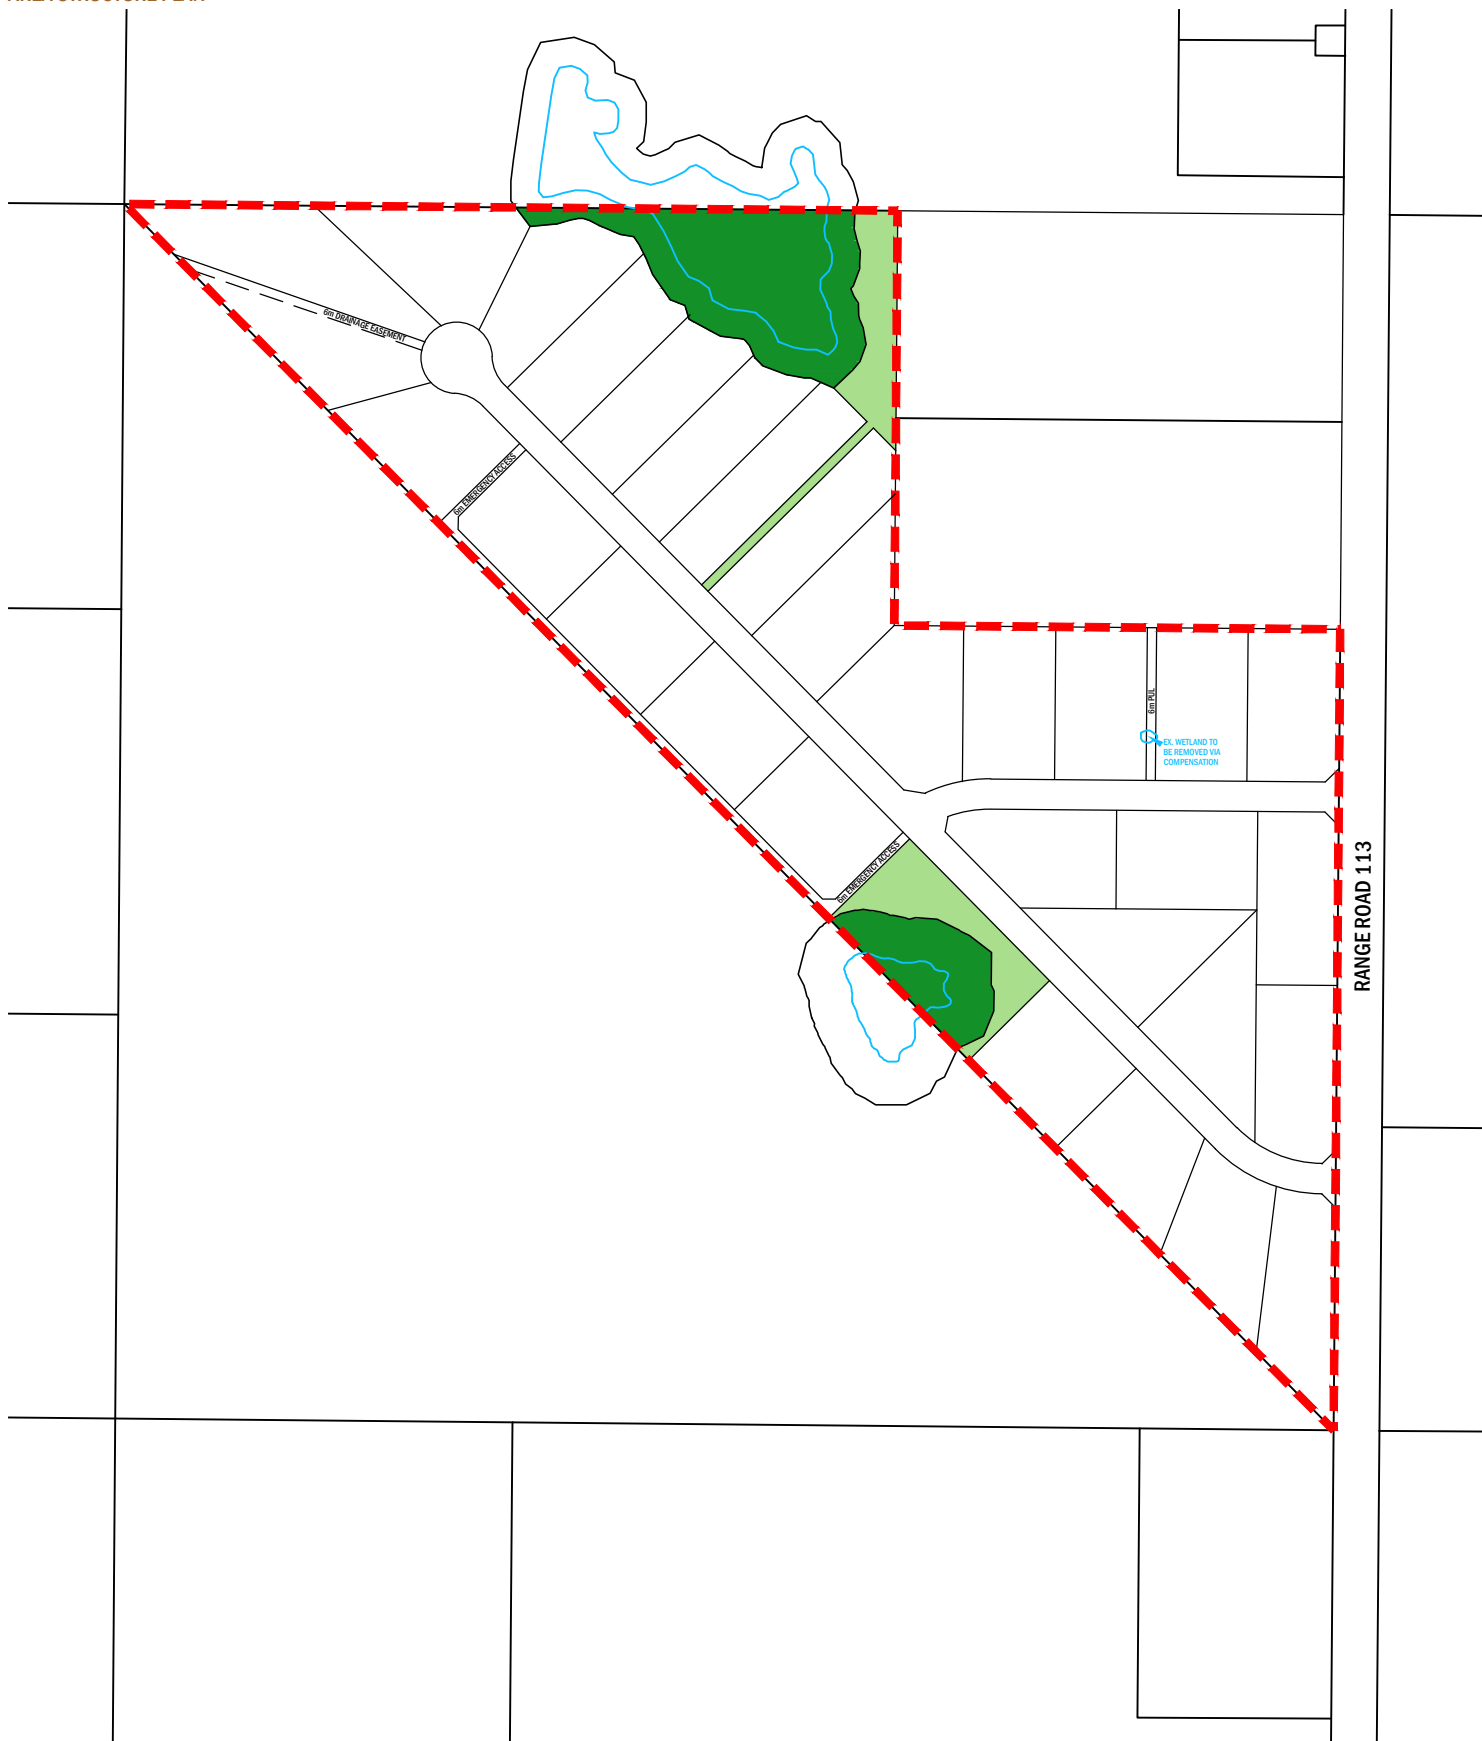 6m DRAINAGE EASEMENT
6m EMERGENCY ACCESS
6m PUL
EX. WETLAND TO
BE REMOVED VIA
COMPENSATION
6m EMERGENCY ACCESS
RANGE ROAD 113